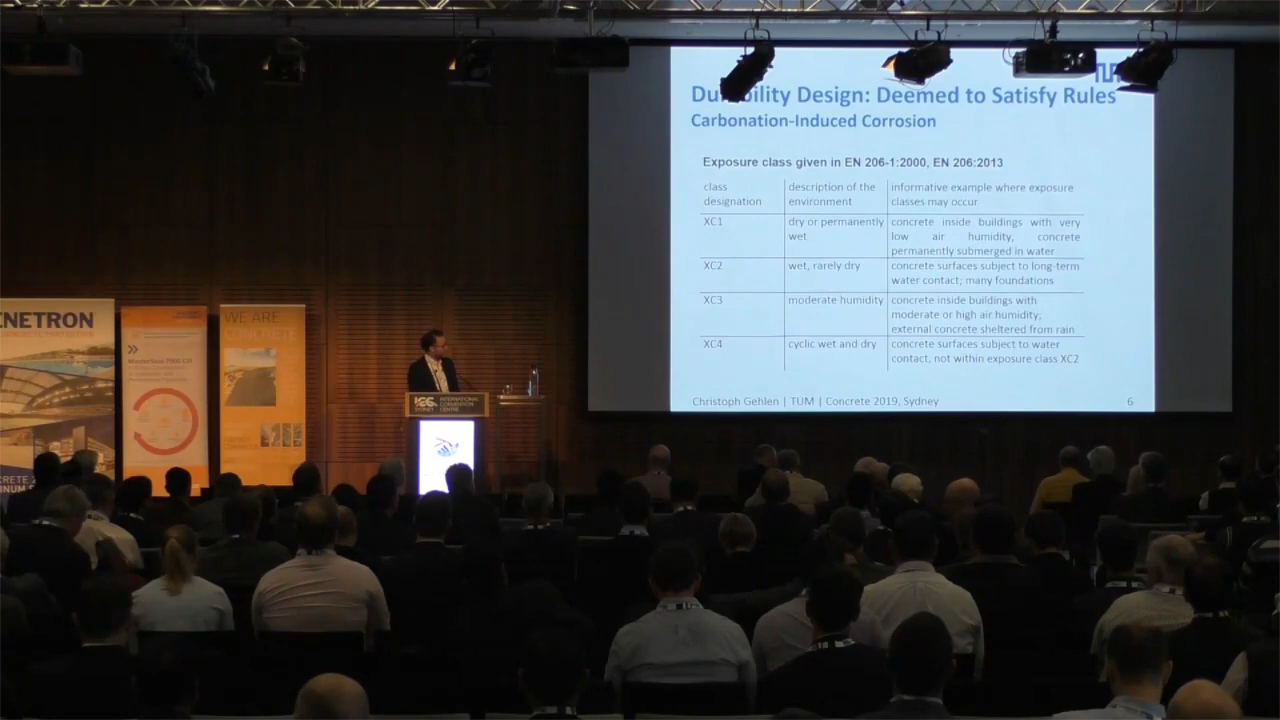 Durability Design: Deemed to Satisfy Rules
Carbonation-Induced Corrosion
Exposure class given in EN 206-1:2000, EN 206:2013
class designation
description of the environment
informative example where exposure classes may occur
XC1
dry or permanently wet
concrete inside buildings with very low air humidity, concrete permanently submerged in water
XC2
wet, rarely dry
concrete surfaces subject to long-term water contact; many foundations
XC3
moderate humidity
concrete inside buildings with moderate or high air humidity; external concrete sheltered from rain
XC4
cyclic wet and dry
concrete surfaces subject to water contact, not within exposure class XC2
Christoph Gehlen | TUM | Concrete 2019, Sydney
6
ENETRON
WE ARE
ICC
SYDNEY
INTERNATIONAL
CONVENTION
CENTRE